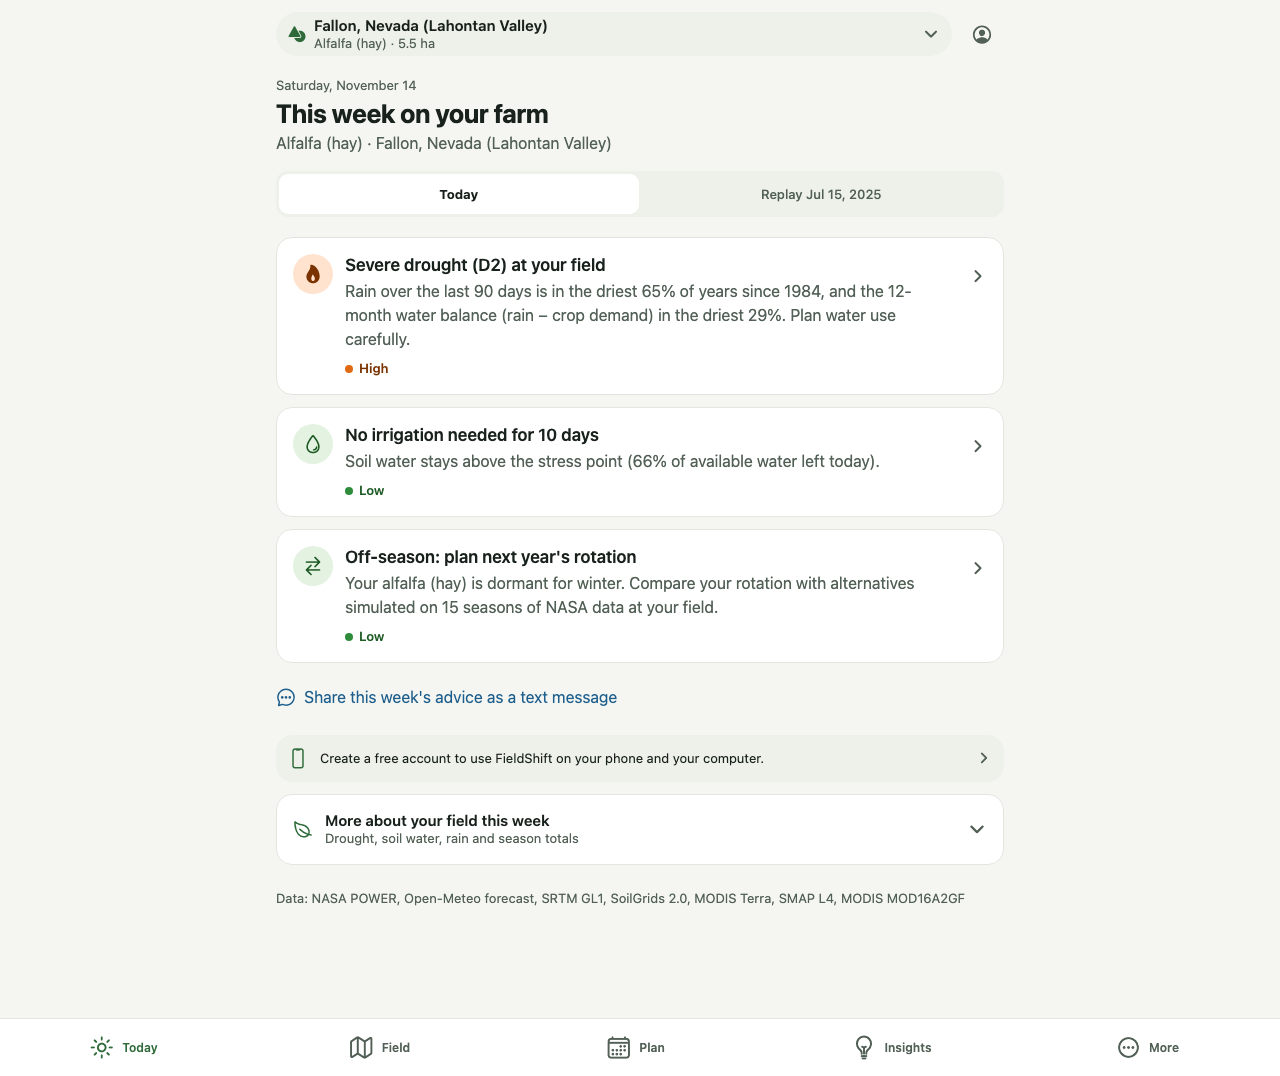 Fallon, Nevada (Lahontan Valley)
Alfalfa (hay) · 5.5 ha
Saturday, November 14
This week on your farm
Alfalfa (hay) · Fallon, Nevada (Lahontan Valley)
Today
Replay Jul 15, 2025
Severe drought (D2) at your field
Rain over the last 90 days is in the driest 65% of years since 1984, and the 12-
month water balance (rain – crop demand) in the driest 29%. Plan water use
carefully.
High
No irrigation needed for 10 days
Soil water stays above the stress point (66% of available water left today).
Low
Off-season: plan next year's rotation
Your alfalfa (hay) is dormant for winter. Compare your rotation with alternatives
simulated on 15 seasons of NASA data at your field.
Low
Share this week's advice as a text message
Create a free account to use FieldShift on your phone and your computer.
More about your field this week
Drought, soil water, rain and season totals
Data: NASA POWER, Open-Meteo forecast, SRTM GL1, SoilGrids 2.0, MODIS Terra, SMAP L4, MODIS MOD16A2GF
Today
Field
Plan
Insights
More